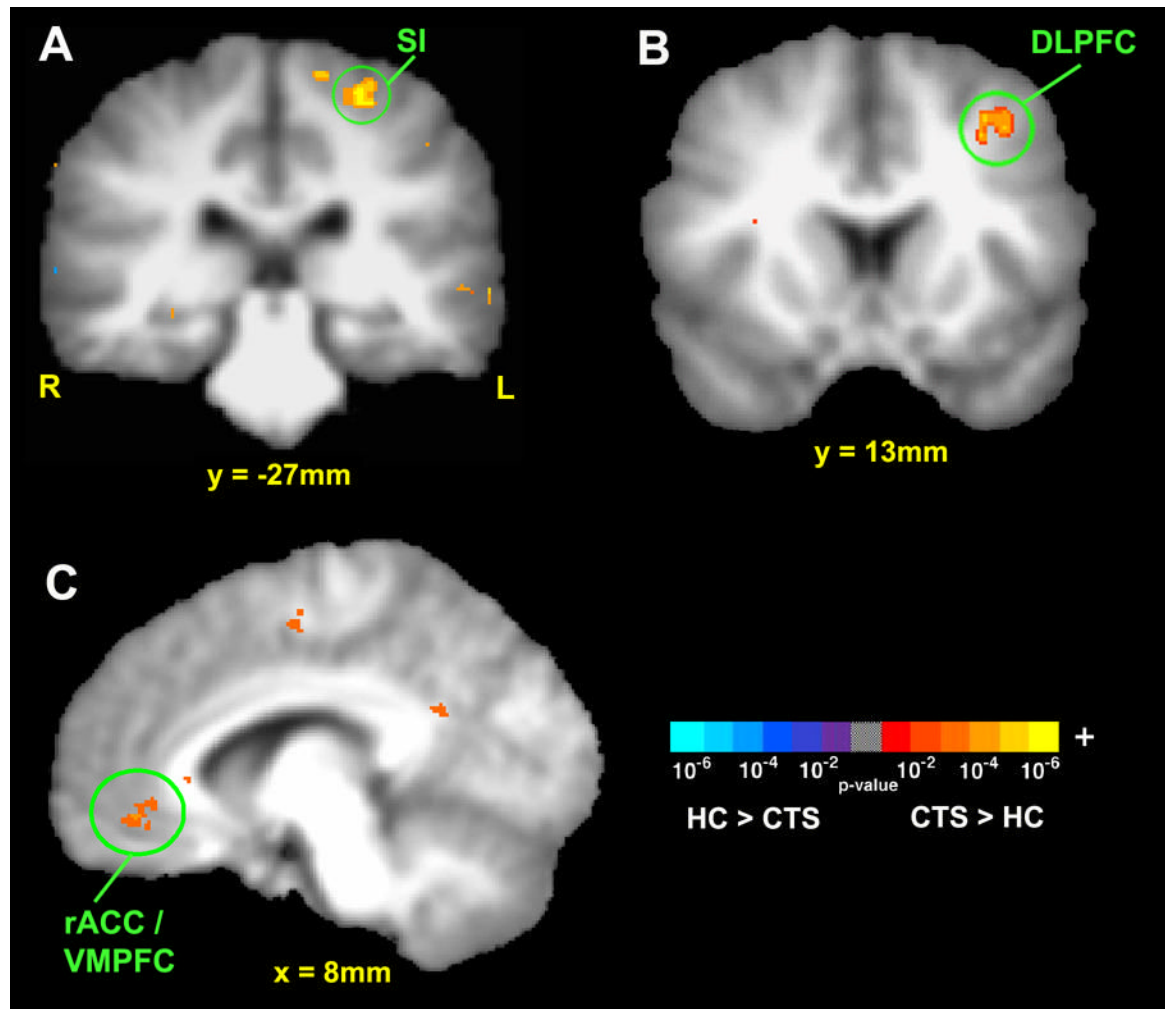 A
SI
R
L
y = -27mm
B
DLPFC
y = 13mm
C
rACC /
VMPFC
x = 8mm
+
10-6 10-4 10-2 p-value 10-2 10-4 10-6
HC > CTS CTS > HC